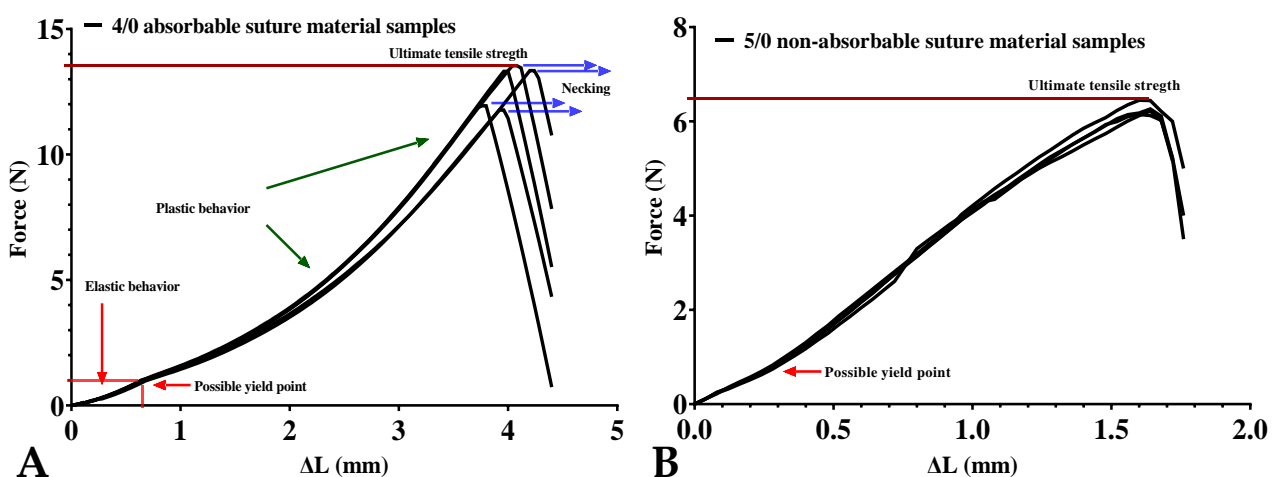 4/0 absorbable suture material samples
Ultimate tensile stregth
Necking
Plastic behavior
Elastic behavior
Possible yield point
Force (N)
15
10
5
0
0 1 2 3 4 5
ΔL (mm)
A
5/0 non-absorbable suture material samples
Ultimate tensile stregth
Possible yield point
Force (N)
8
6
4
2
0
0.0 0.5 1.0 1.5 2.0
ΔL (mm)
B